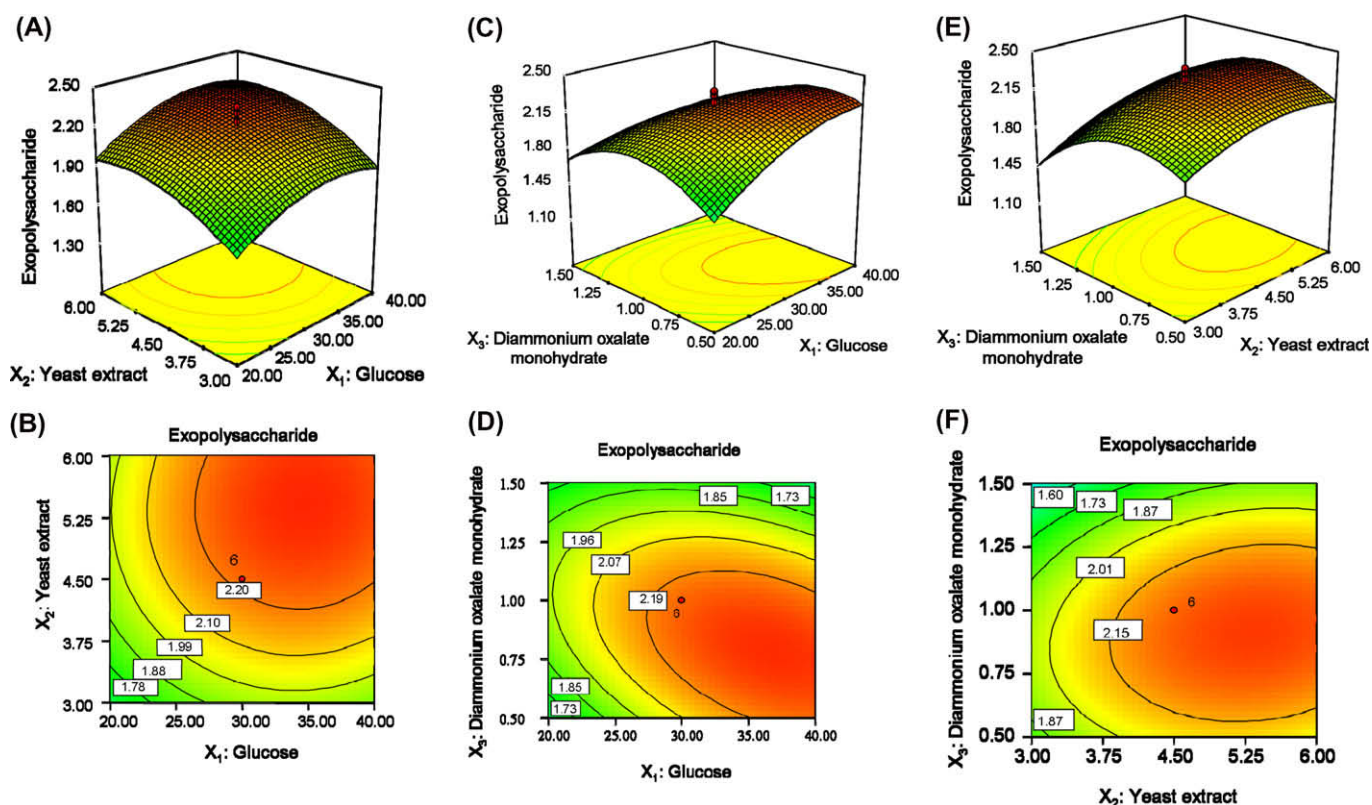 (A)
2.50
2.20
1.90
1.60
1.30
Exopolysaccharide
6.00
5.25
4.50
3.75
3.00
X2: Yeast extract
20.00
25.00
30.00
35.00
40.00
X1: Glucose
(C)
2.50
2.15
1.80
1.45
1.10
Exopolysaccharide
1.50
1.25
1.00
0.75
0.50
X3: Diammonium oxalate
monohydrate
20.00
25.00
30.00
35.00
40.00
X1: Glucose
(E)
2.50
2.15
1.80
1.45
1.10
Exopolysaccharide
1.50
1.25
1.00
0.75
0.50
X3: Diammonium oxalate
monohydrate
3.00
3.75
4.50
5.25
6.00
X2: Yeast extract
(B)
Exopolysaccharide
6.00
5.25
4.50
3.75
3.00
X2: Yeast extract
6
2.20
2.10
1.99
1.88
1.78
20.00 25.00 30.00 35.00 40.00
X1: Glucose
(D)
Exopolysaccharide
1.50
1.25
1.00
0.75
0.50
X3: Diammonium oxalate monohydrate
1.85
1.73
1.96
2.07
2.19
6
1.85
1.73
20.00 25.00 30.00 35.00 40.00
X1: Glucose
(F)
Exopolysaccharide
1.50
1.25
1.00
0.75
0.50
X3: Diammonium oxalate monohydrate
1.60
1.73
1.87
2.01
2.15
6
1.87
3.00 3.75 4.50 5.25 6.00
X2: Yeast extract